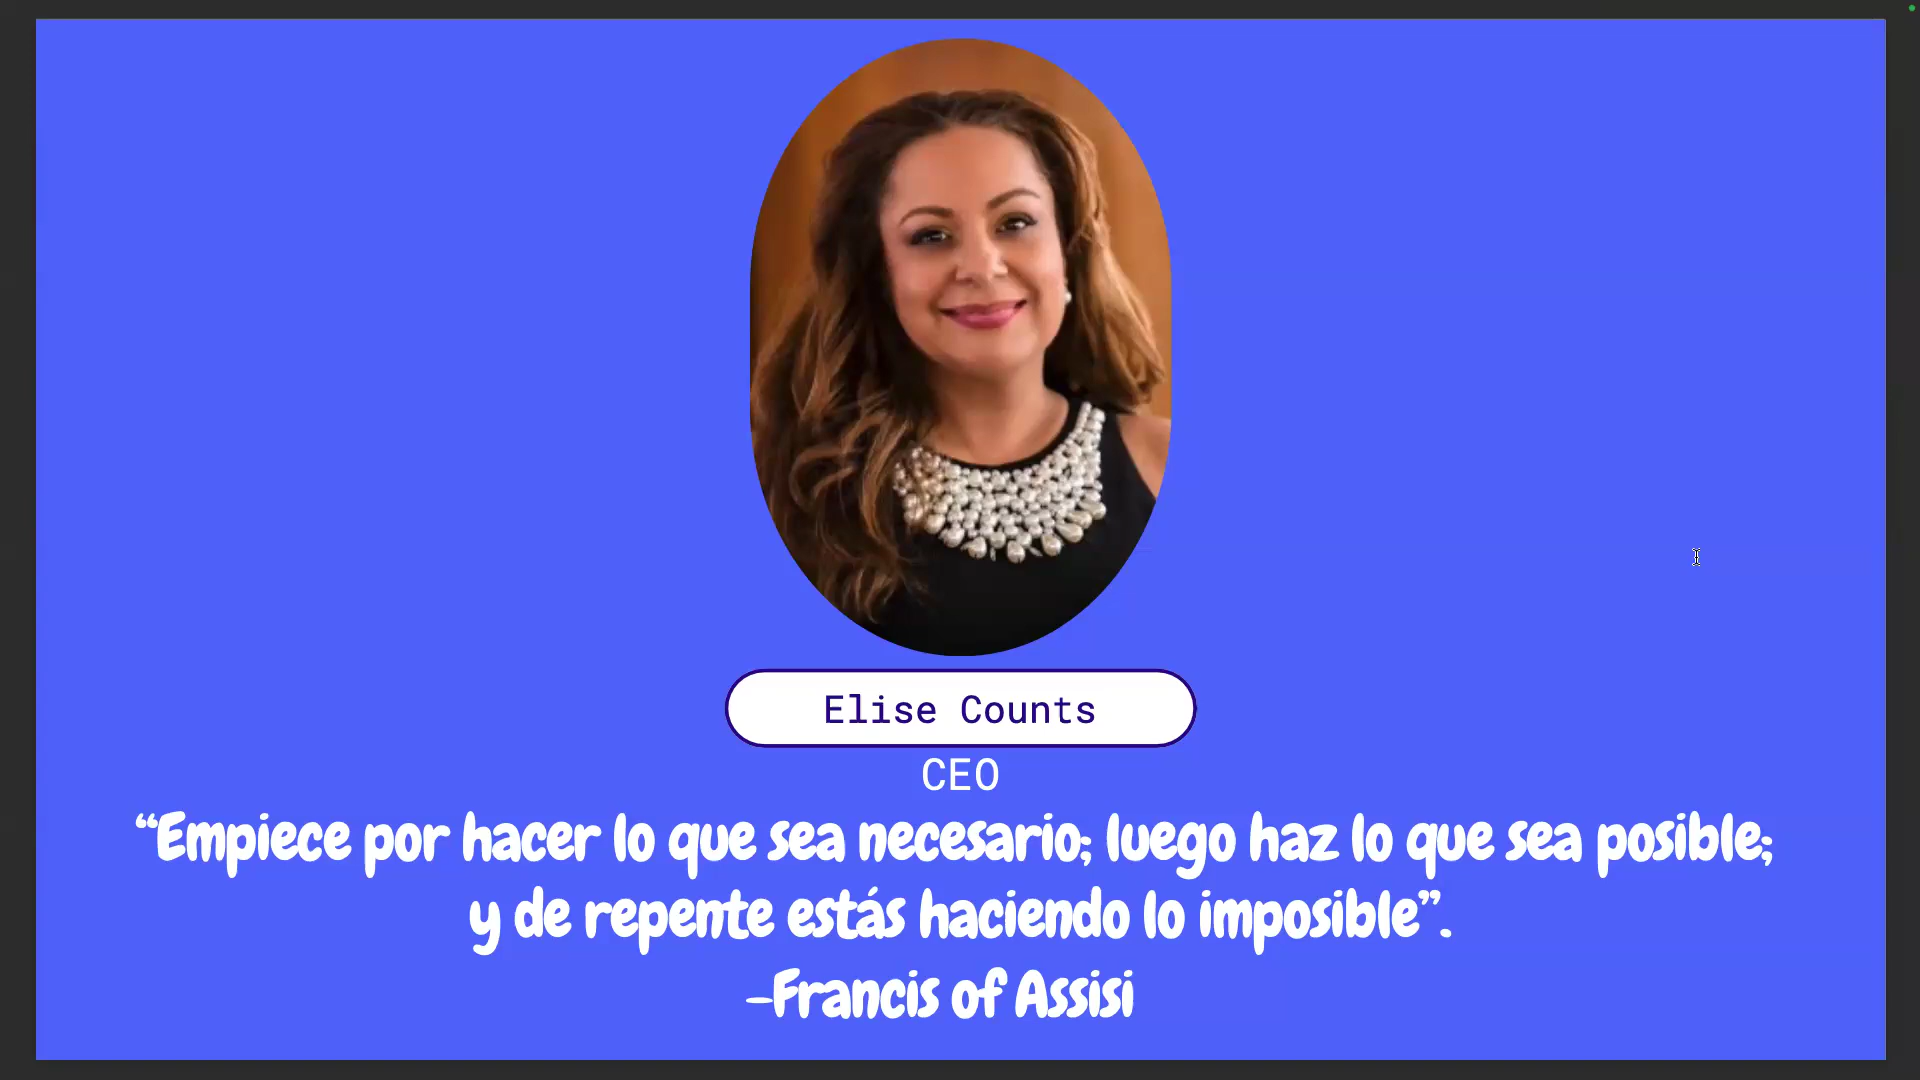 Elise Counts
CEO
“Empiece por hacer lo que sea necesario; luego haz lo que sea posible;
y de repente estás haciendo lo imposible”.
–Francis of Assisi